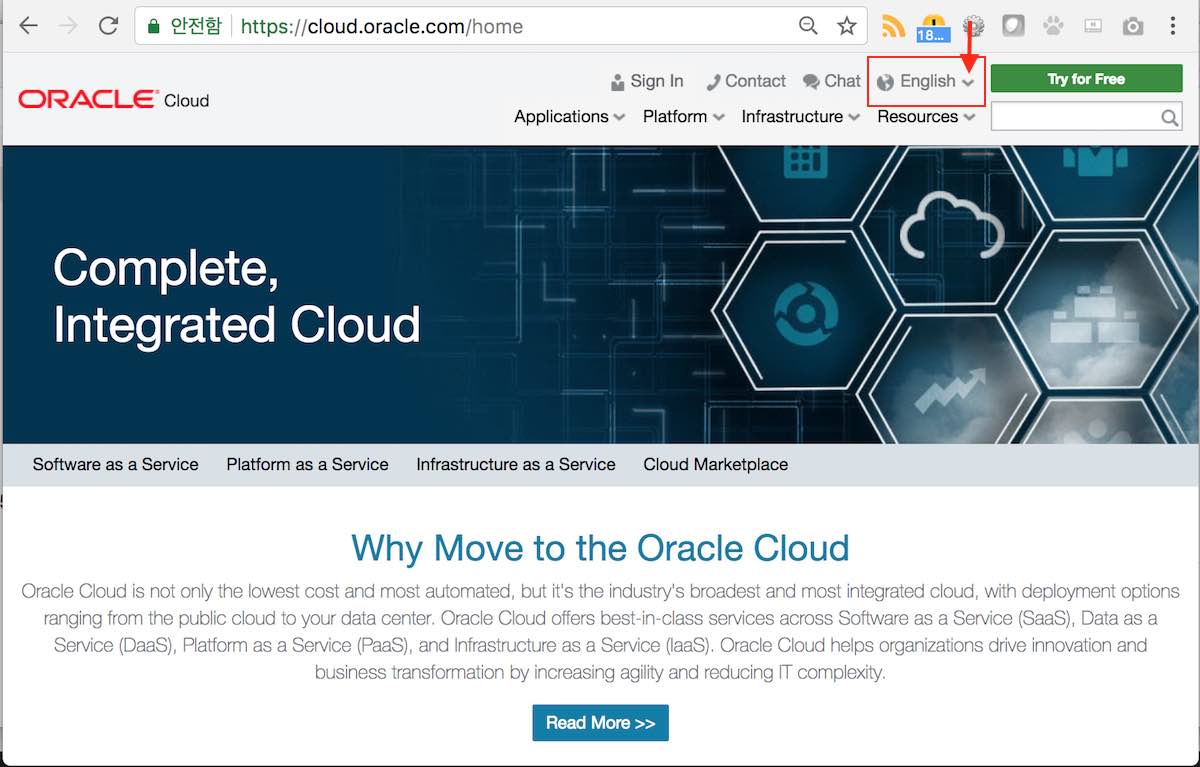 안전함 https://cloud.oracle.com/home
18...
Sign In Contact Chat English
Try for Free
ORACLE Cloud
Applications Platform Infrastructure Resources
Complete,
Integrated Cloud
Software as a Service Platform as a Service Infrastructure as a Service Cloud Marketplace
Why Move to the Oracle Cloud
Oracle Cloud is not only the lowest cost and most automated, but it's the industry's broadest and most integrated cloud, with deployment options
ranging from the public cloud to your data center. Oracle Cloud offers best-in-class services across Software as a Service (SaaS), Data as a
Service (DaaS), Platform as a Service (PaaS), and Infrastructure as a Service (IaaS). Oracle Cloud helps organizations drive innovation and
business transformation by increasing agility and reducing IT complexity.
Read More >>